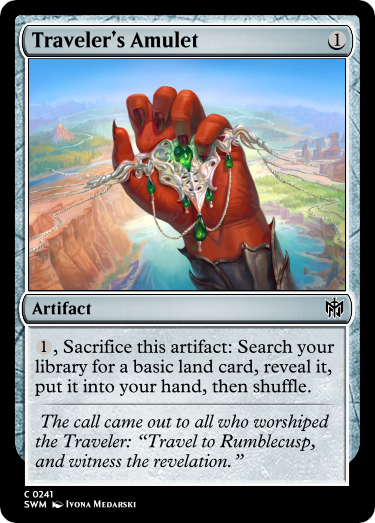 Traveler's Amulet 1
Artifact
1, Sacrifice this artifact: Search your
library for a basic land card, reveal it,
put it into your hand, then shuffle.
The call came out to all who worshiped
the Traveler: “Travel to Rumblecusp,
and witness the revelation.”
C 0241
SWM Ivona Medarski